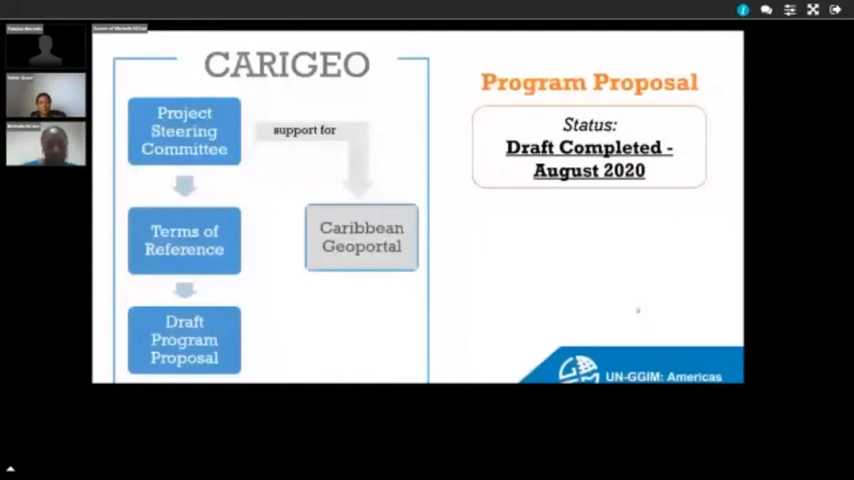 CARIGEO
Project
Steering
Committee
support for
Terms of
Reference
Caribbean
Geoportal
Draft
Program
Proposal
Program Proposal
Status:
Draft Completed -
August 2020
UN-GGIM: Americas